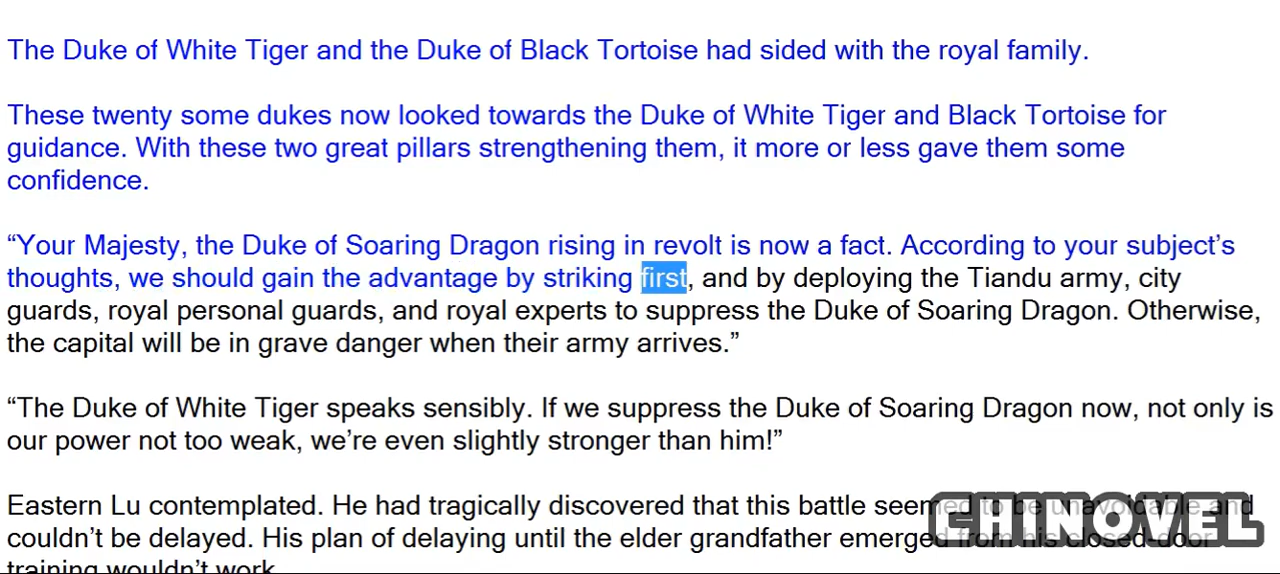 The Duke of White Tiger and the Duke of Black Tortoise had sided with the royal family.
These twenty some dukes now looked towards the Duke of White Tiger and Black Tortoise for
guidance. With these two great pillars strengthening them, it more or less gave them some
confidence.
“Your Majesty, the Duke of Soaring Dragon rising in revolt is now a fact. According to your subject’s
thoughts, we should gain the advantage by striking first, and by deploying the Tiandu army, city
guards, royal personal guards, and royal experts to suppress the Duke of Soaring Dragon. Otherwise,
the capital will be in grave danger when their army arrives.”
“The Duke of White Tiger speaks sensibly. If we suppress the Duke of Soaring Dragon now, not only is
our power not too weak, we’re even slightly stronger than him!”
Eastern Lu contemplated. He had tragically discovered that this battle seemed to be unavoidable and
couldn’t be delayed. His plan of delaying until the elder grandfather emerged from his closed-door
training wouldn’t work.
CHINOVEL